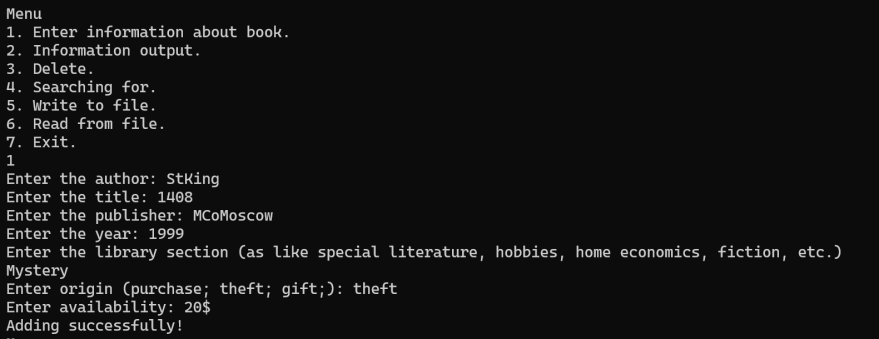 Menu
1. Enter information about book.
2. Information output.
3. Delete.
4. Searching for.
5. Write to file.
6. Read from file.
7. Exit.
1
Enter the author: StKing
Enter the title: 1408
Enter the publisher: MCoMoscow
Enter the year: 1999
Enter the library section (as like special literature, hobbies, home economics, fiction, etc.)
Mystery
Enter origin (purchase; theft; gift;): theft
Enter availability: 20$
Adding successfully!